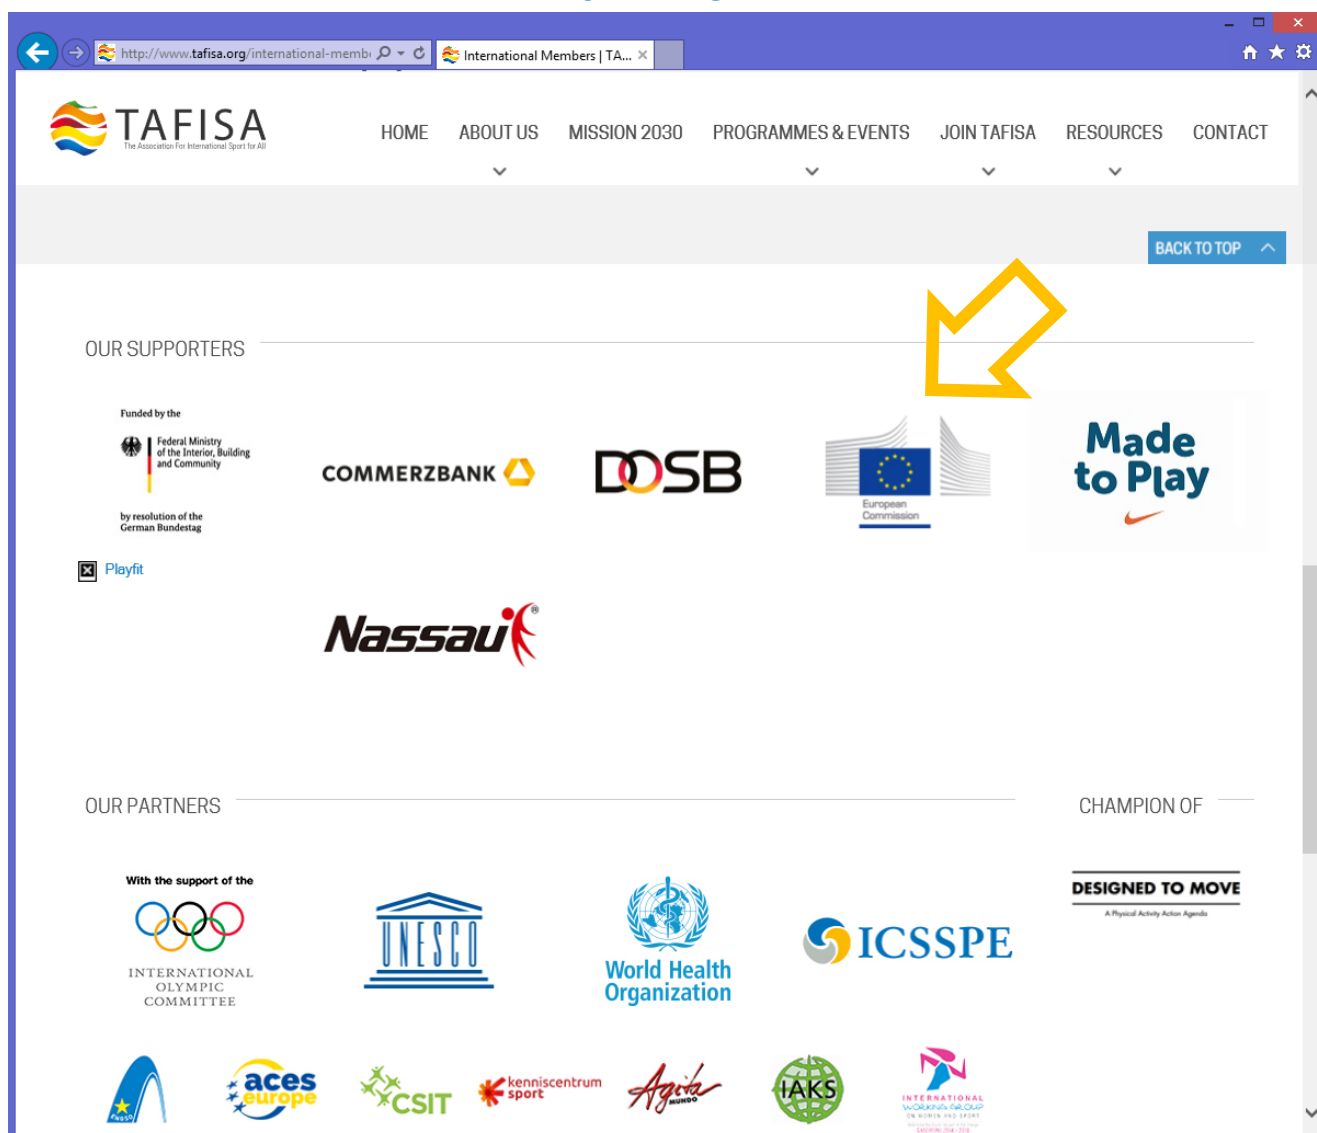 http://www.tafisa.org/international-memb
International Members | TA...
TAFISA
The Association For International Sport for All
HOME
ABOUT US
MISSION 2030
PROGRAMMES & EVENTS
JOIN TAFISA
RESOURCES
CONTACT
BACK TO TOP
OUR SUPPORTERS
Funded by the
Federal Ministry
of the Interior, Building
and Community
by resolution of the
German Bundestag
COMMERZBANK
DOSB
European
Commission
Made
to Play
Playfit
Nassau®
OUR PARTNERS
CHAMPION OF
With the support of the
INTERNATIONAL
OLYMPIC
COMMITTEE
UNESCO
World Health
Organization
ICSSPE
DESIGNED TO MOVE
A Physical Activity Action Agenda
aces
europe
CSIT
kenniscentrum
sport
Agita
MUNDO
IAKS
INTERNATIONAL
WORKING GROUP
ON WOMEN AND SPORT